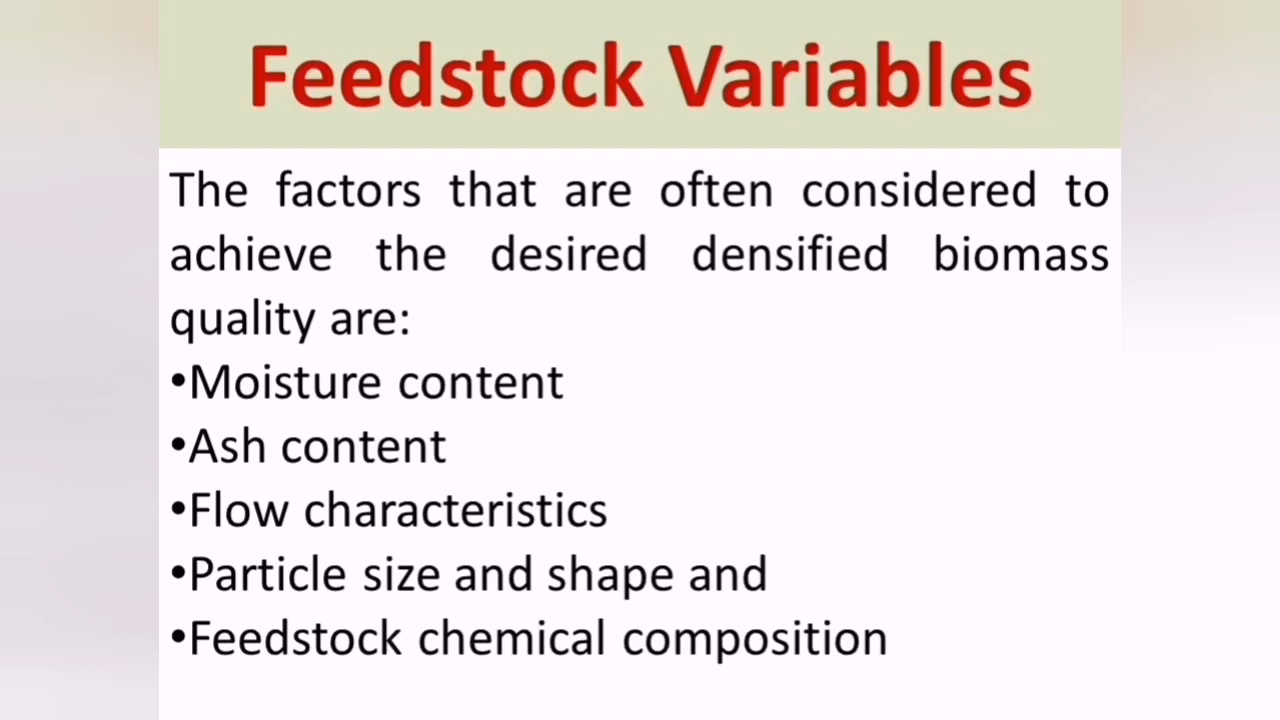 Feedstock Variables
The factors that are often considered to
achieve the desired densified biomass
quality are:
•Moisture content
•Ash content
•Flow characteristics
•Particle size and shape and
•Feedstock chemical composition